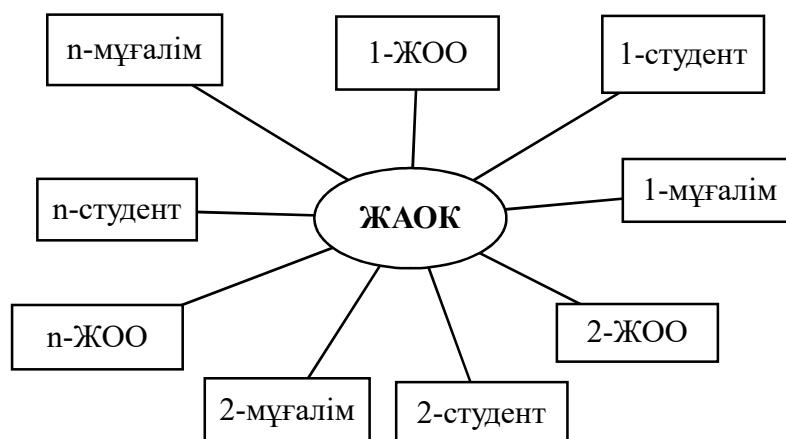 n-мұғалім
1-ЖОО
1-студент
n-студент
ЖАОК
1-мұғалім
n-ЖОО
2-ЖОО
2-мұғалім
2-студент